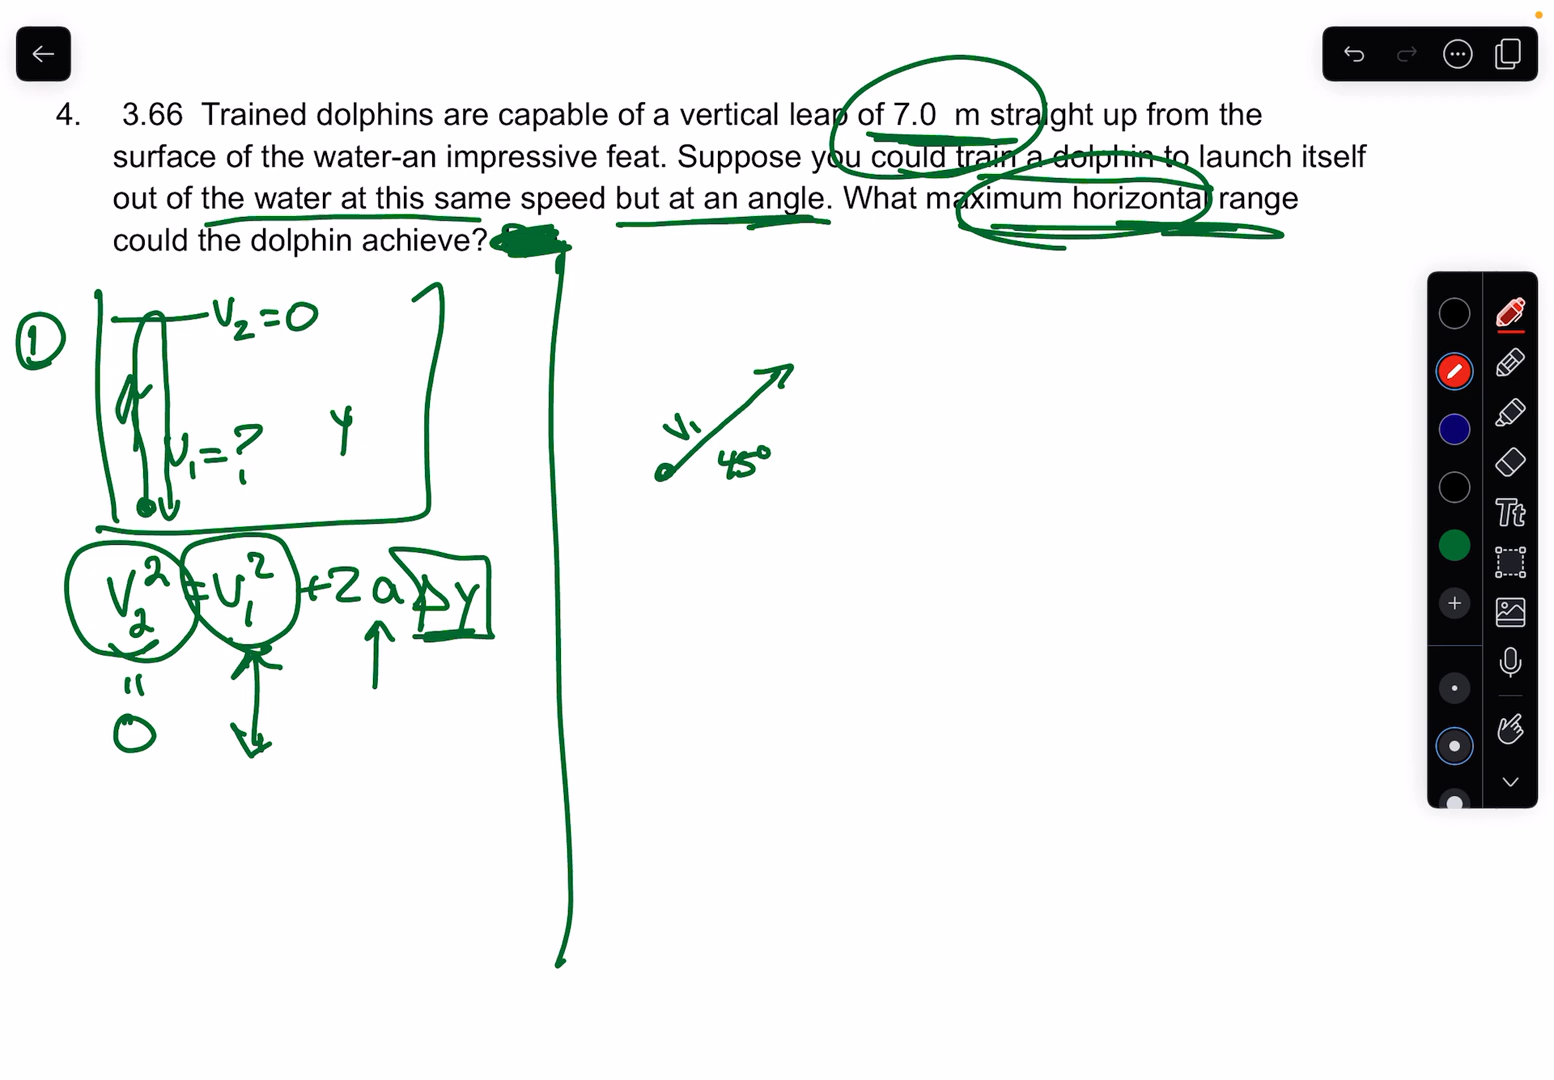 4. 3.66 Trained dolphins are capable of a vertical leap of 7.0 m straight up from the
surface of the water-an impressive feat. Suppose you could train a dolphin to launch itself
out of the water at this same speed but at an angle. What maximum horizontal range
could the dolphin achieve?
① V₂=0
V₁=? y
V₂²=V₁²+2aΔy
"
0
V₁
45°
Tt